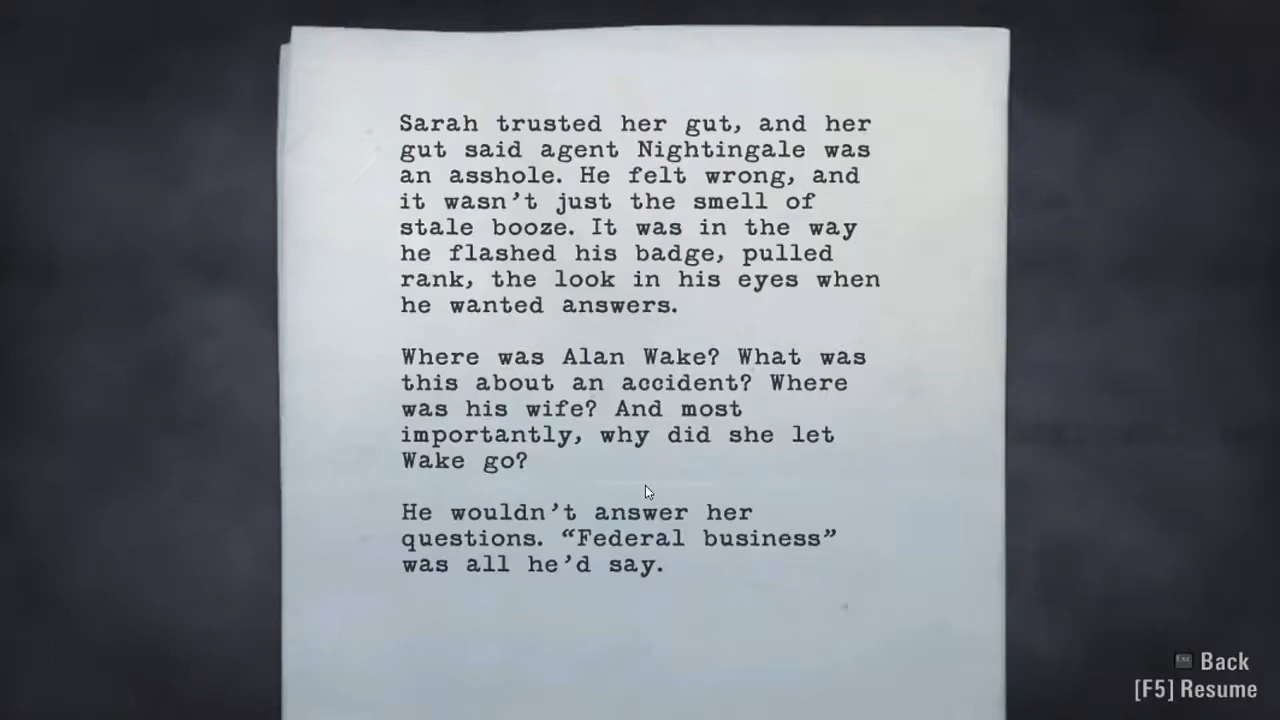 Sarah trusted her gut, and her
gut said agent Nightingale was
an asshole. He felt wrong, and
it wasn’t just the smell of
stale booze. It was in the way
he flashed his badge, pulled
rank, the look in his eyes when
he wanted answers.
Where was Alan Wake? What was
this about an accident? Where
was his wife? And most
importantly, why did she let
Wake go?
He wouldn’t answer her
questions. “Federal business”
was all he’d say.
Esc Back
[F5] Resume